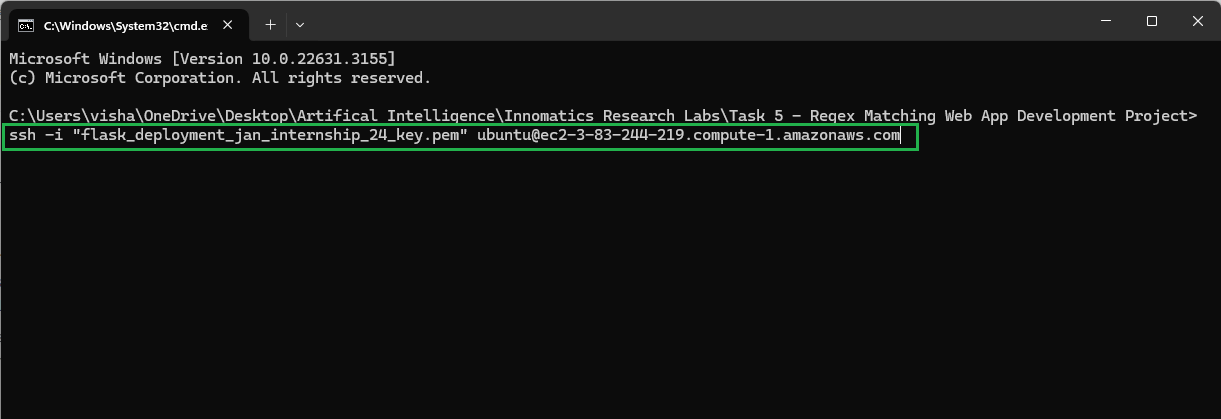 C:\Windows\System32\cmd.e
Microsoft Windows [Version 10.0.22631.3155]
(c) Microsoft Corporation. All rights reserved.
C:\Users\visha\OneDrive\Desktop\Artifical Intelligence\Innomatics Research Labs\Task 5 - Regex Matching Web App Development Project>
ssh -i "flask_deployment_jan_internship_24_key.pem" ubuntu@ec2-3-83-244-219.compute-1.amazonaws.com